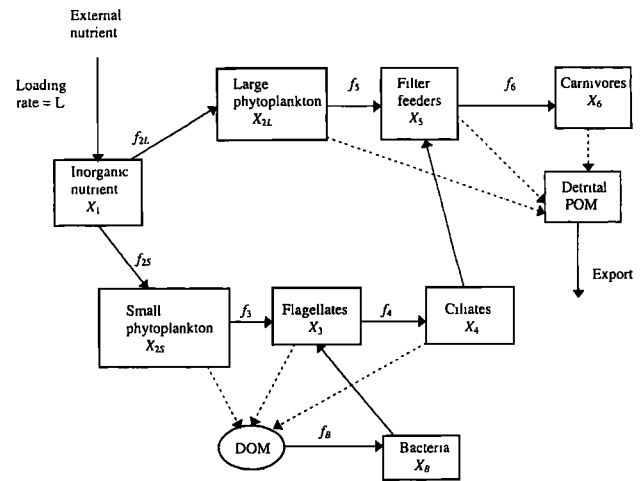 External
nutrient
Loading
rate = L
f2L
Large
phytoplankton
X2L
f5
Filter
feeders
X5
f6
Carnivores
X6
Inorganic
nutrient
X1
Detrital
POM
Export
f2S
Small
phytoplankton
X2S
f3
Flagellates
X3
f4
Ciliates
X4
DOM
fB
Bacteria
XB